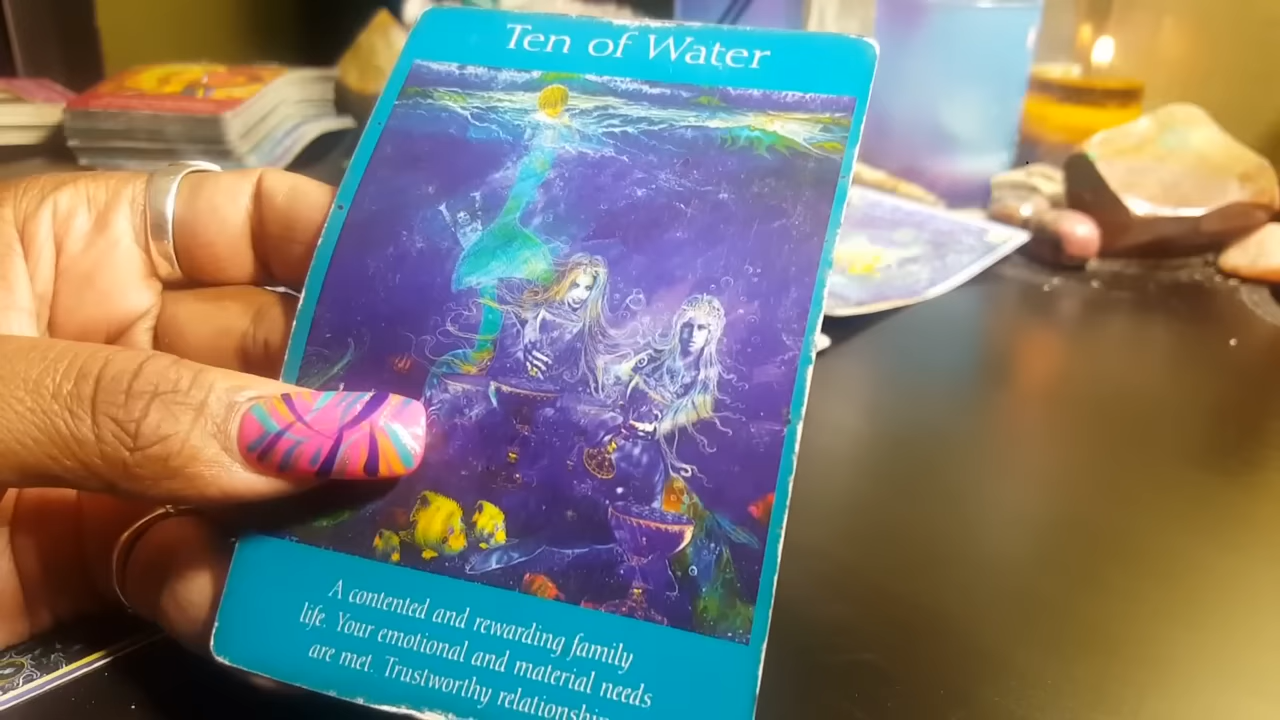 Ten of Water
A contented and rewarding family
life. Your emotional and material needs
are met. Trustworthy